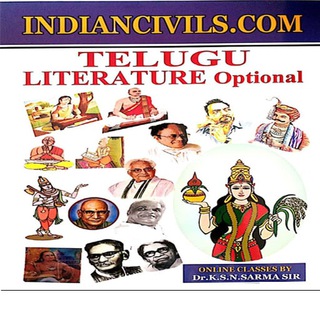 INDIANCIVILS.COM
TELUGU
LITERATURE Optional
ONLINE CLASSES BY
Dr.K.S.N.SARMA SIR